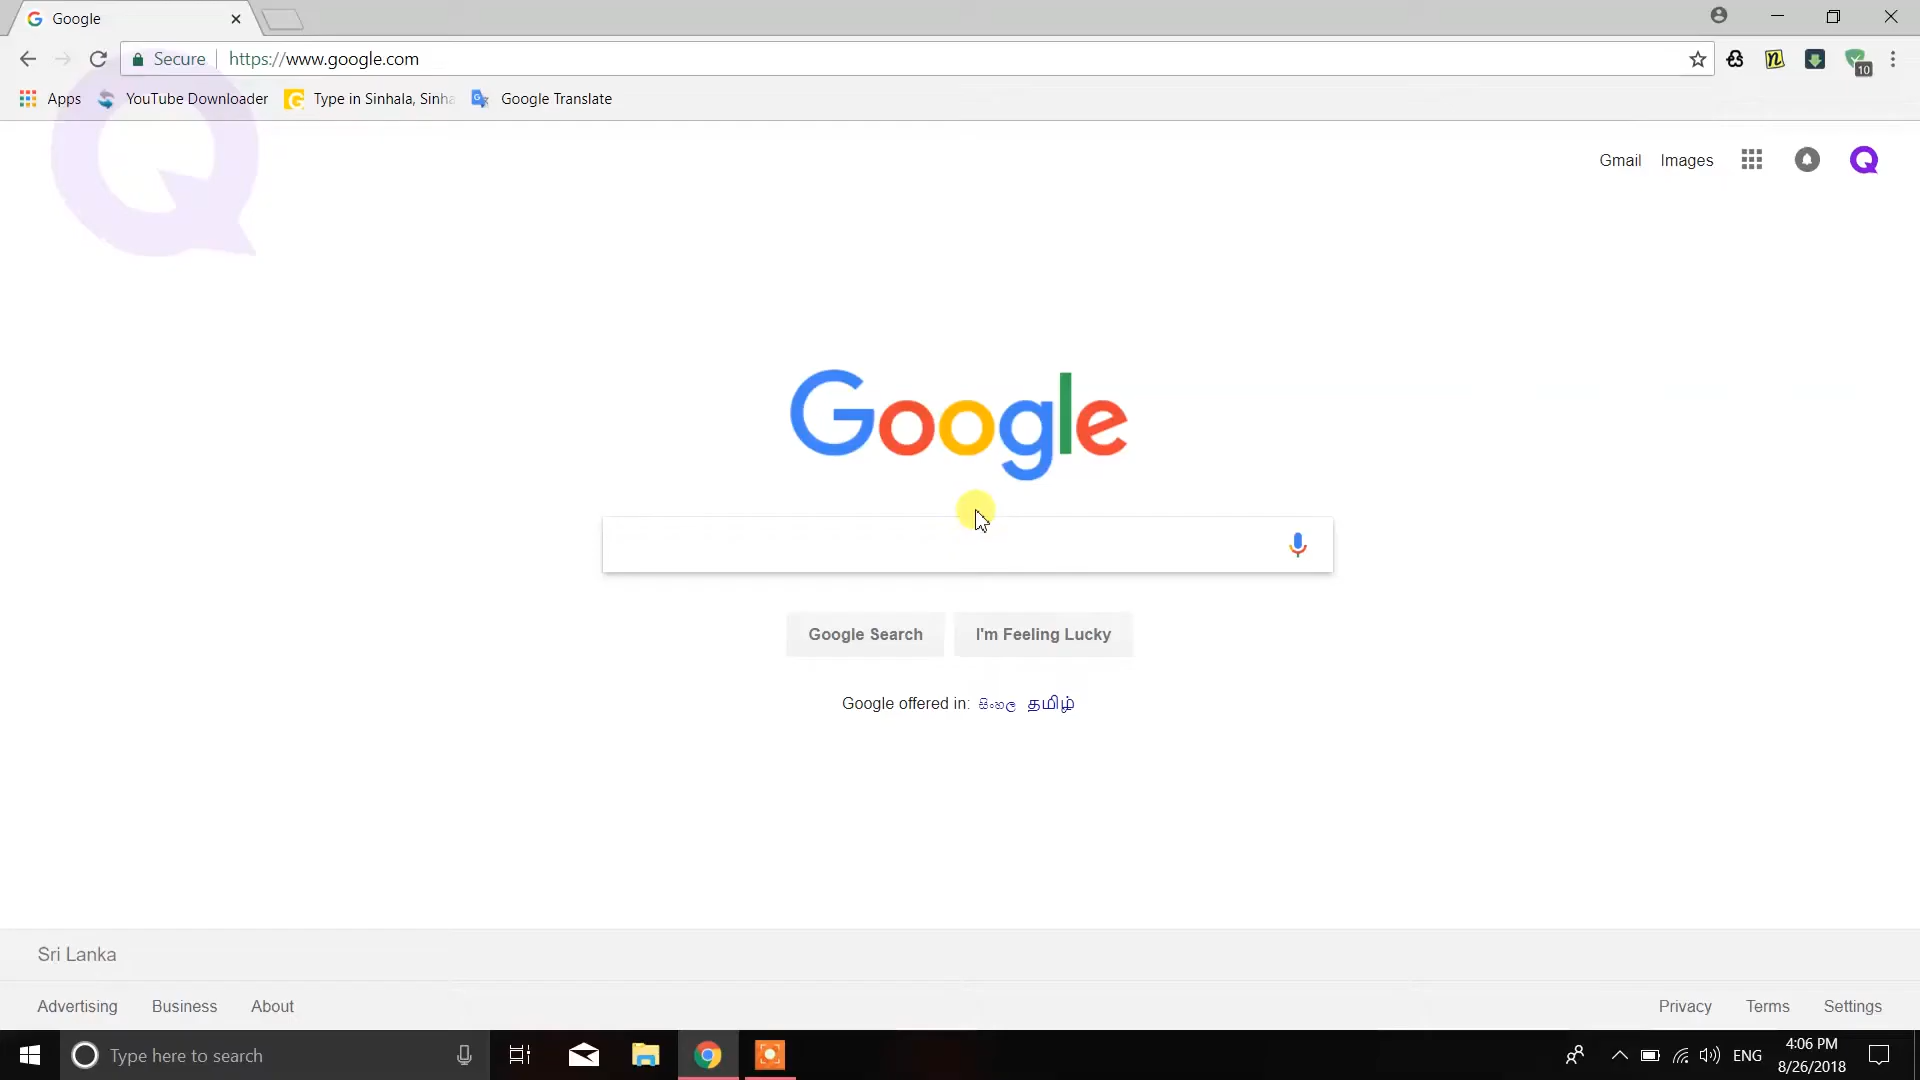 Google
Secure https://www.google.com
10
Apps YouTube Downloader Type in Sinhala, Sinha Google Translate
Gmail Images
Google
Google Search I'm Feeling Lucky
Google offered in: සිංහල தமிழ்
Sri Lanka
Advertising Business About Privacy Terms Settings
Type here to search ENG 4:06 PM
8/26/2018